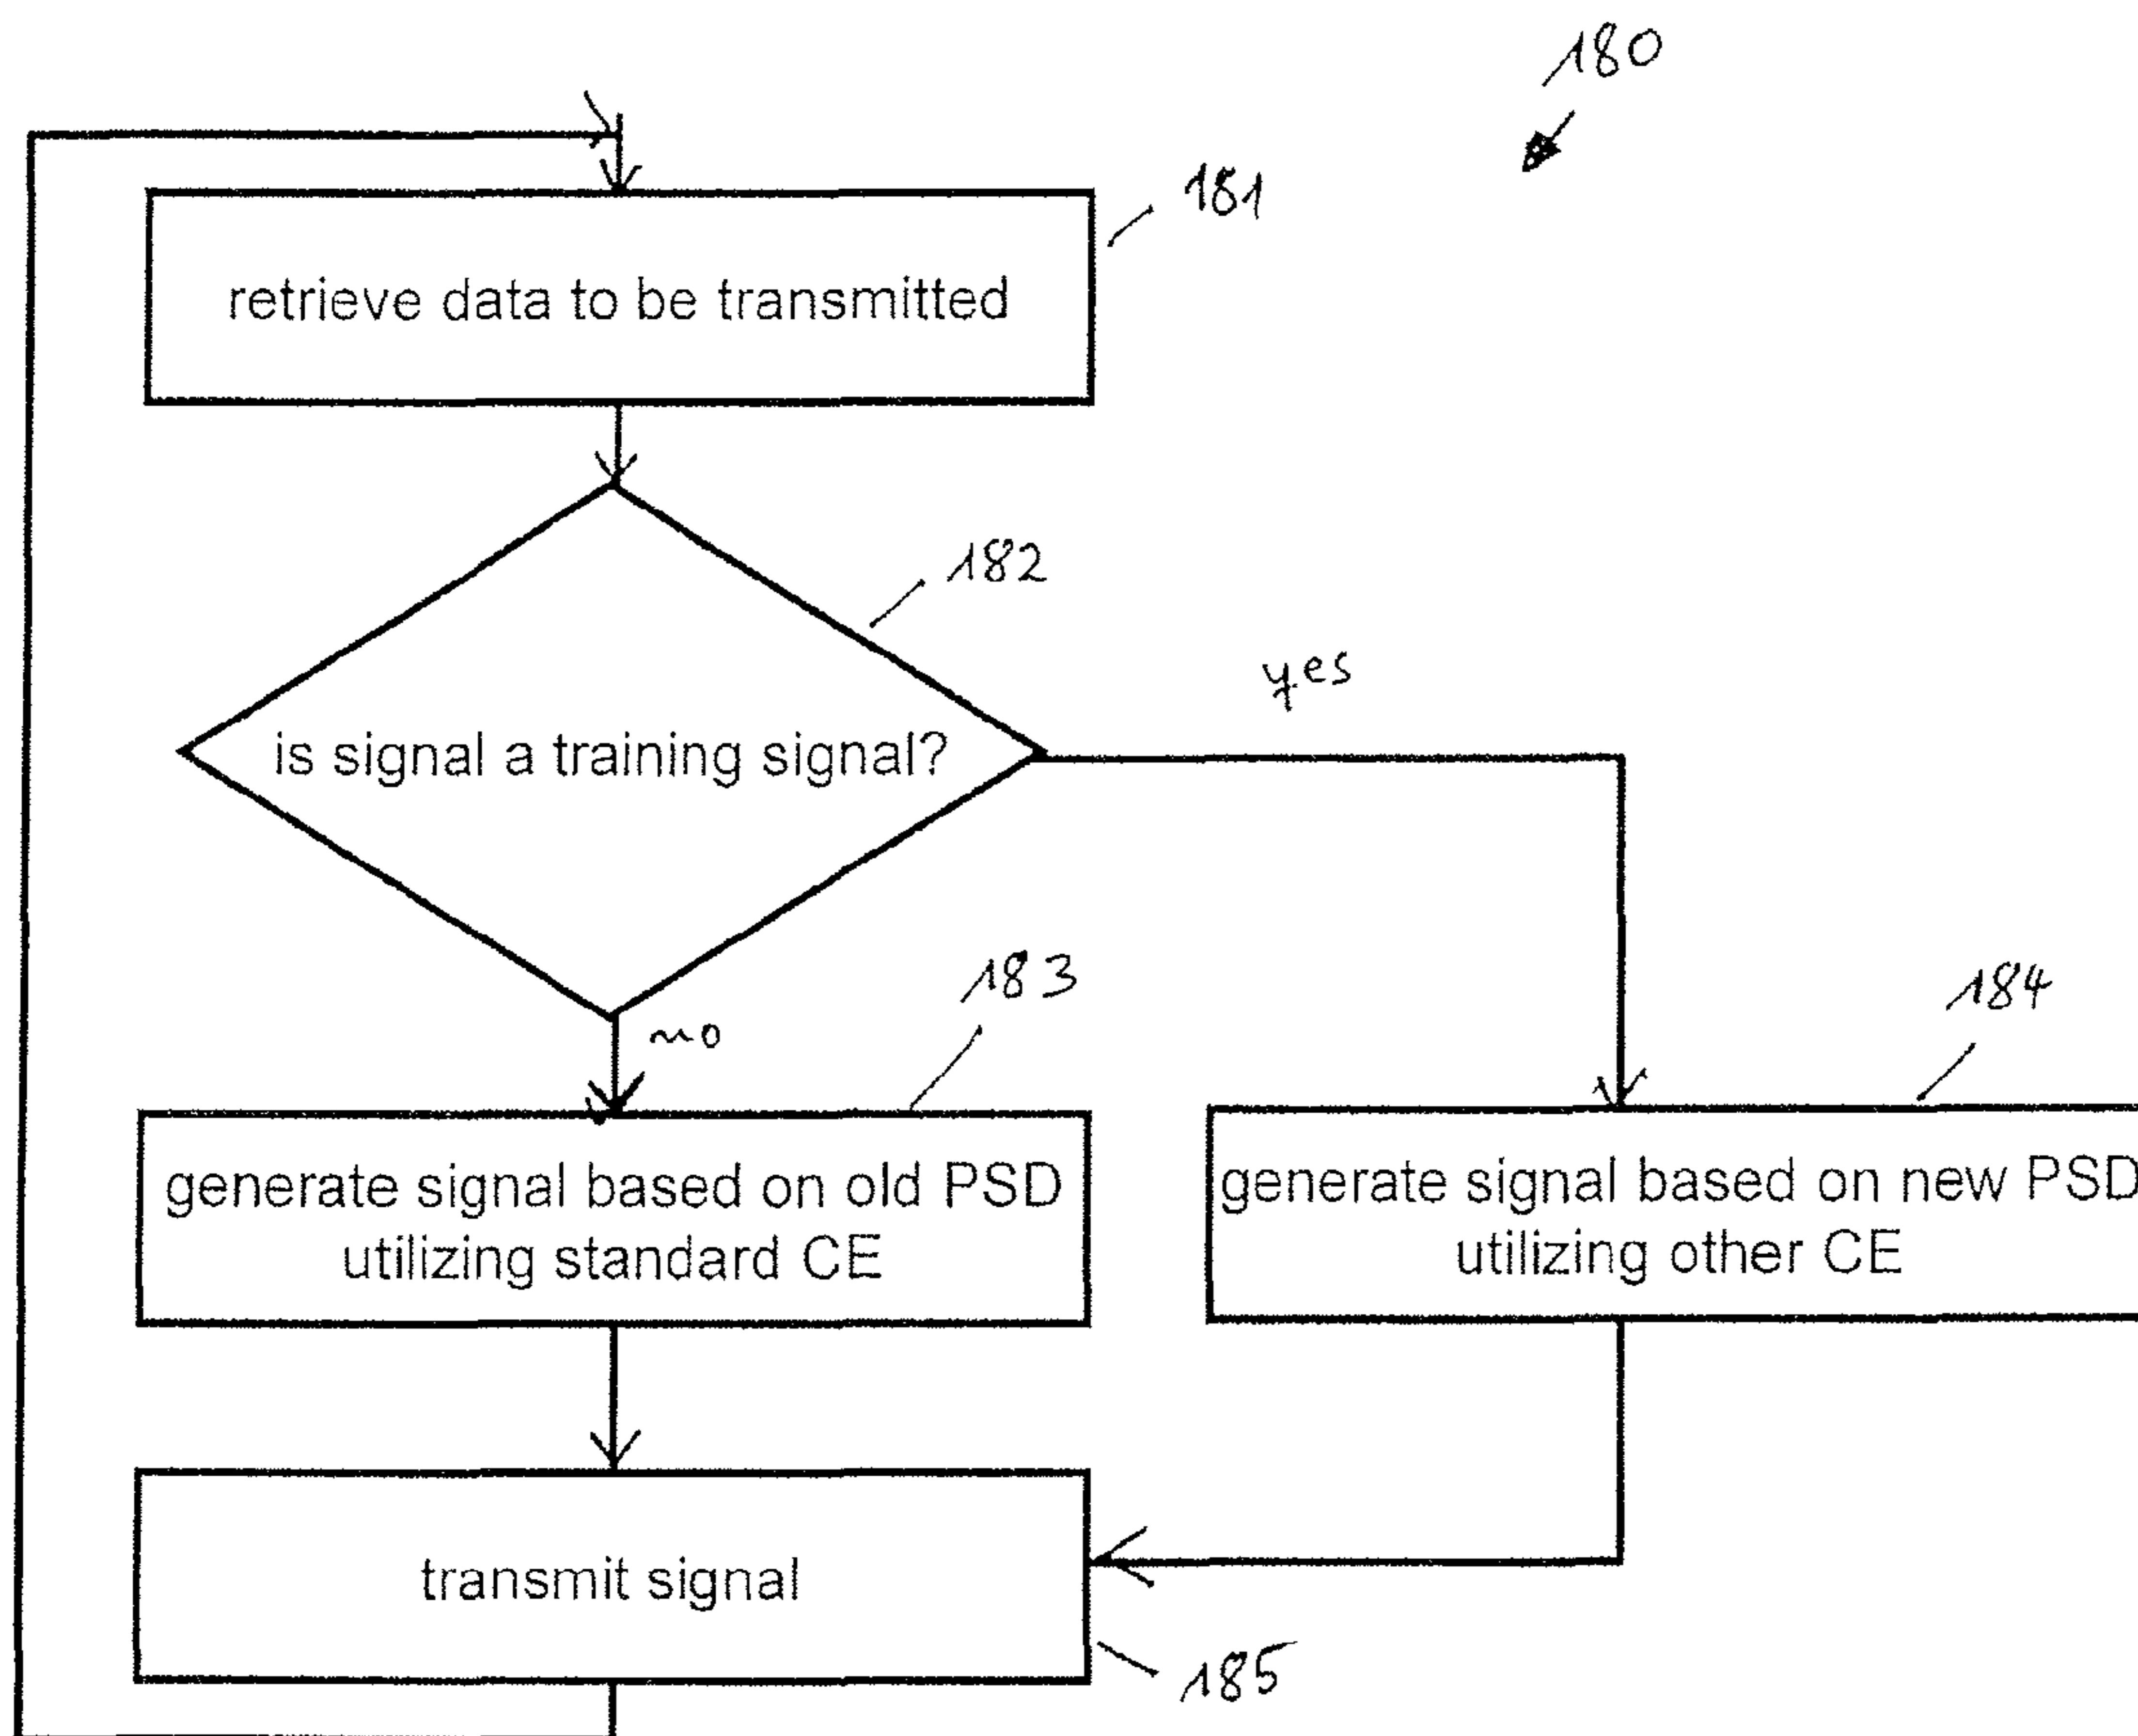 180
181
retrieve data to be transmitted
182
is signal a training signal?
yes
no
183
184
generate signal based on old PSD
utilizing standard CE
generate signal based on new PSD
utilizing other CE
transmit signal
185